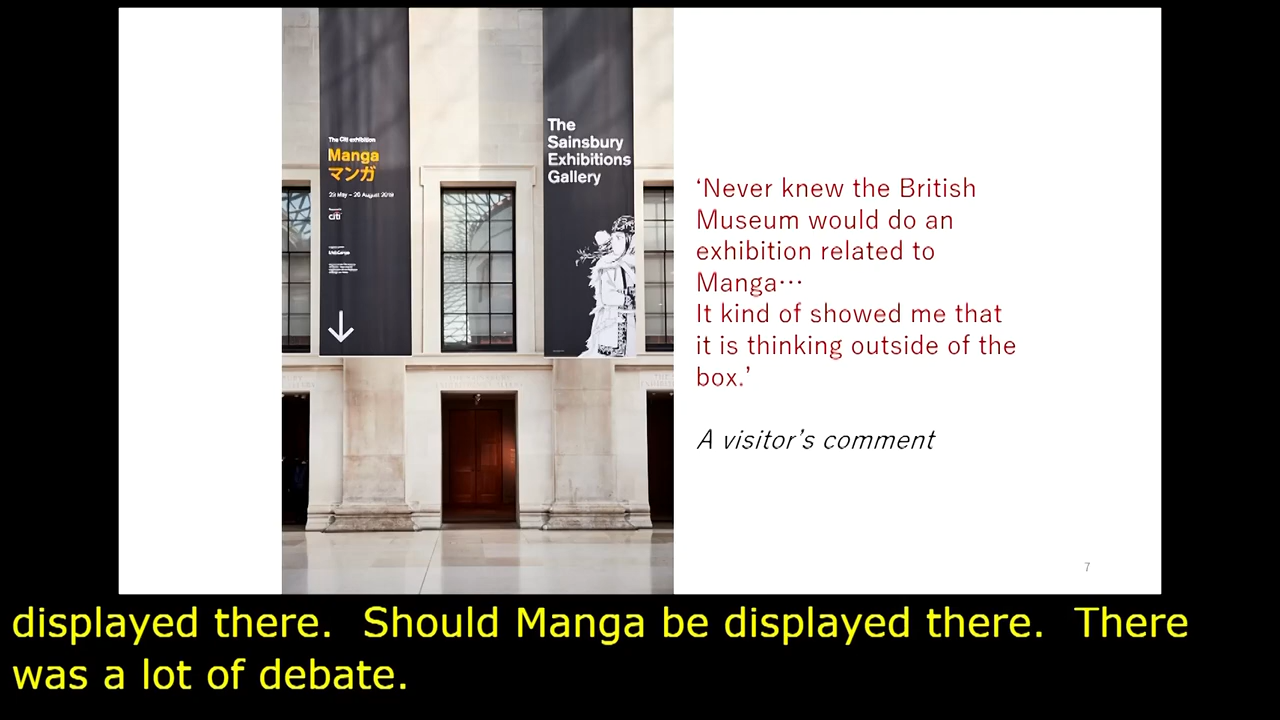 The Citi exhibition
Manga
マンガ
citi
The
Sainsbury
Exhibitions
Gallery
‘Never knew the British
Museum would do an
exhibition related to
Manga⋯
It kind of showed me that
it is thinking outside of the
box.’
A visitor’s comment
7
displayed there.  Should Manga be displayed there.  There
was a lot of debate.